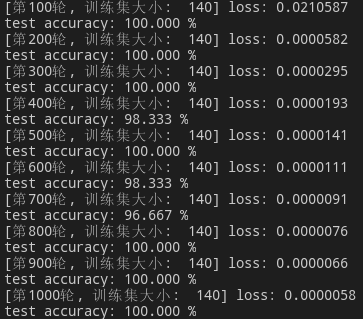 [第100轮, 训练集大小:  140] loss: 0.0210587
test accuracy: 100.000 %
[第200轮, 训练集大小:  140] loss: 0.0000582
test accuracy: 100.000 %
[第300轮, 训练集大小:  140] loss: 0.0000295
test accuracy: 100.000 %
[第400轮, 训练集大小:  140] loss: 0.0000193
test accuracy: 98.333 %
[第500轮, 训练集大小:  140] loss: 0.0000141
test accuracy: 100.000 %
[第600轮, 训练集大小:  140] loss: 0.0000111
test accuracy: 98.333 %
[第700轮, 训练集大小:  140] loss: 0.0000091
test accuracy: 96.667 %
[第800轮, 训练集大小:  140] loss: 0.0000076
test accuracy: 100.000 %
[第900轮, 训练集大小:  140] loss: 0.0000066
test accuracy: 100.000 %
[第1000轮, 训练集大小:  140] loss: 0.0000058
test accuracy: 100.000 %